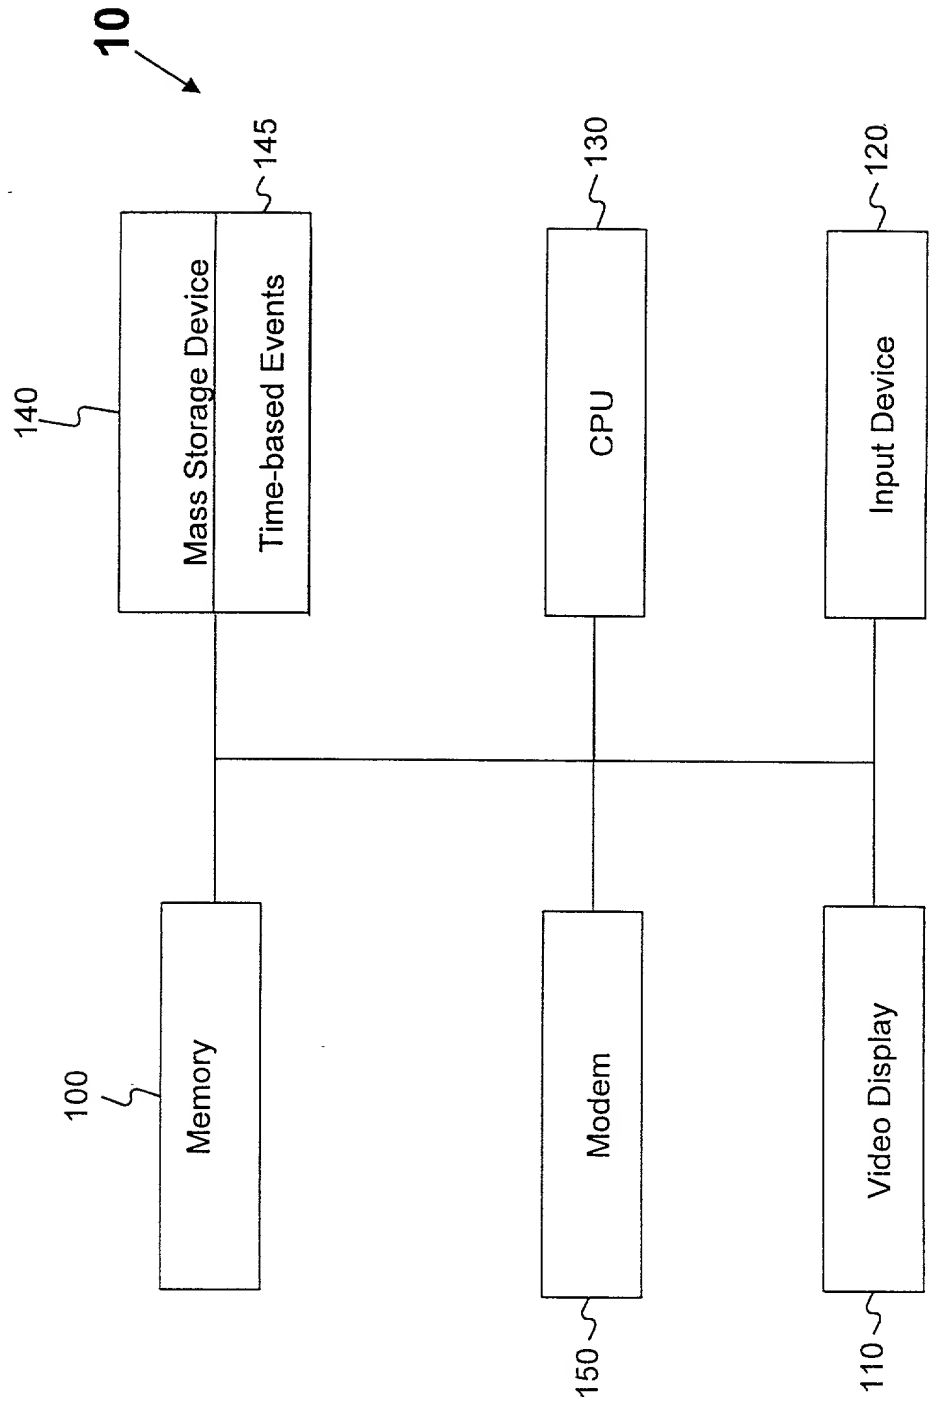 10
100
Memory
140
Mass Storage Device
Time-based Events
145
Modem
150
CPU
130
Video Display
110
Input Device
120